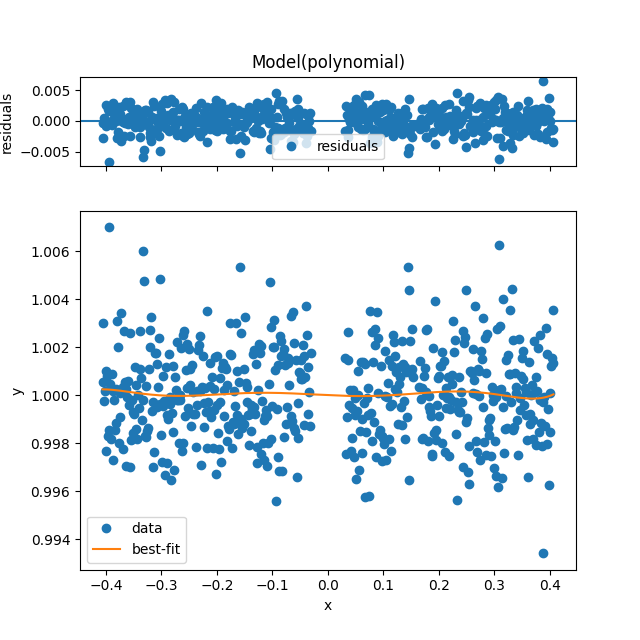 Model(polynomial)
residuals
0.005
0.000
−0.005
residuals
y
1.006
1.004
1.002
1.000
0.998
0.996
0.994
data
best-fit
−0.4
−0.3
−0.2
−0.1
0.0
0.1
0.2
0.3
0.4
x